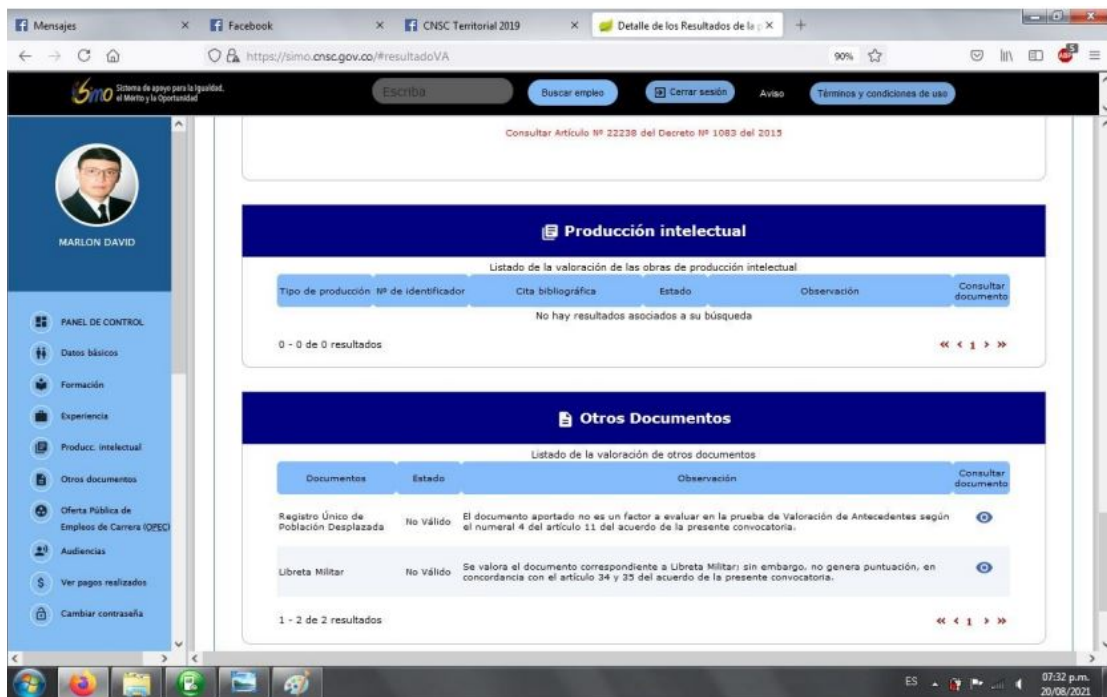 Mensajes
Facebook
CNSC Territorial 2019
Detalle de los Resultados de la p
https://simo.cnsc.gov.co/#resultadoVA
90%
Simo Sistema de apoyo para la Igualdad,
el Mérito y la Oportunidad
Escriba
Buscar empleo
Cerrar sesión
Aviso
Términos y condiciones de uso
MARLON DAVID
PANEL DE CONTROL
Datos básicos
Formación
Experiencia
Producc. intelectual
Otros documentos
Oferta Pública de
Empleos de Carrera (OPEC)
Audiencias
Ver pagos realizados
Cambiar contraseña
Consultar Artículo Nº 22238 del Decreto Nº 1083 del 2015
Producción intelectual
Listado de la valoración de las obras de producción intelectual
Tipo de producción Nº de identificador Cita bibliográfica Estado Observación Consultar
documento
No hay resultados asociados a su búsqueda
0 - 0 de 0 resultados
« ‹ 1 › »
Otros Documentos
Listado de la valoración de otros documentos
Documentos Estado Observación Consultar
documento
Registro Único de
Población Desplazada
No Válido
El documento aportado no es un factor a evaluar en la prueba de Valoración de Antecedentes según
el numeral 4 del artículo 11 del acuerdo de la presente convocatoria.
Libreta Militar
No Válido
Se valora el documento correspondiente a Libreta Militar; sin embargo, no genera puntuación, en
concordancia con el artículo 34 y 35 del acuerdo de la presente convocatoria.
1 - 2 de 2 resultados
« ‹ 1 › »
ES
07:32 p.m.
20/08/2021